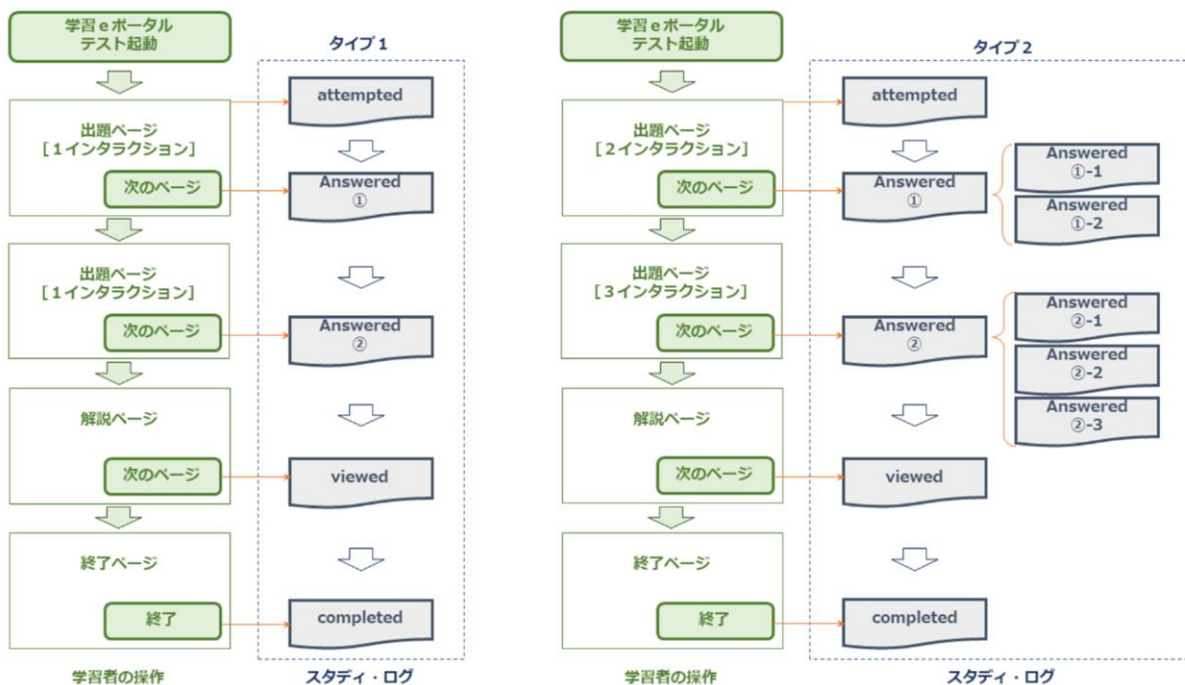 学習ｅポータル
テスト起動
タイプ１
attempted
出題ページ
［１インタラクション］
次のページ
Answered
①
出題ページ
［１インタラクション］
次のページ
Answered
②
解説ページ
次のページ
viewed
終了ページ
終了
completed
学習者の操作
スタディ・ログ
学習ｅポータル
テスト起動
タイプ２
attempted
出題ページ
［２インタラクション］
次のページ
Answered
①
Answered
①-1
Answered
①-2
出題ページ
［３インタラクション］
次のページ
Answered
②
Answered
②-1
Answered
②-2
Answered
②-3
解説ページ
次のページ
viewed
終了ページ
終了
completed
学習者の操作
スタディ・ログ